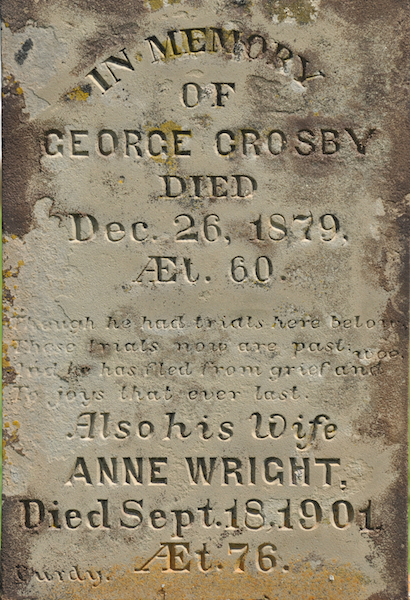 IN MEMORY
OF
GEORGE CROSBY
DIED
Dec. 26, 1879,
Æt. 60.
Though he had trials here below,
These trials now are past;
And he has fled from grief and woe.
To joys that ever last.
Also his Wife
ANNE WRIGHT,
Died Sept. 18. 1901
Æt. 76.
Purdy.